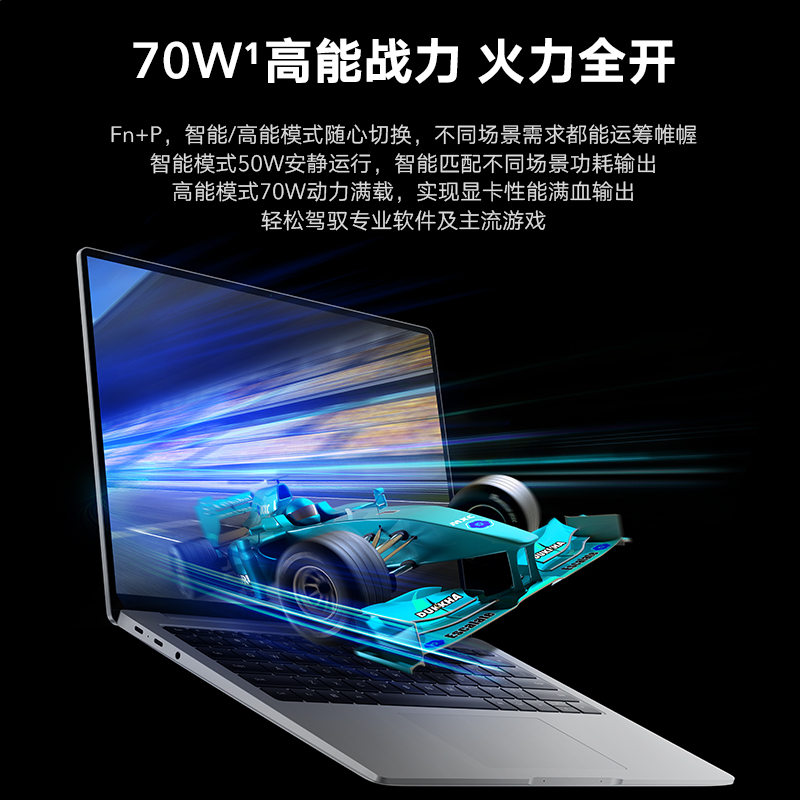 70W¹高能战力 火力全开
Fn+P，智能/高能模式随心切换，不同场景需求都能运筹帷幄
智能模式50W安静运行，智能匹配不同场景功耗输出
高能模式70W动力满载，实现显卡性能满血输出
轻松驾驭专业软件及主流游戏
DUKKHA
DUKKHA
Escalate
Escalate